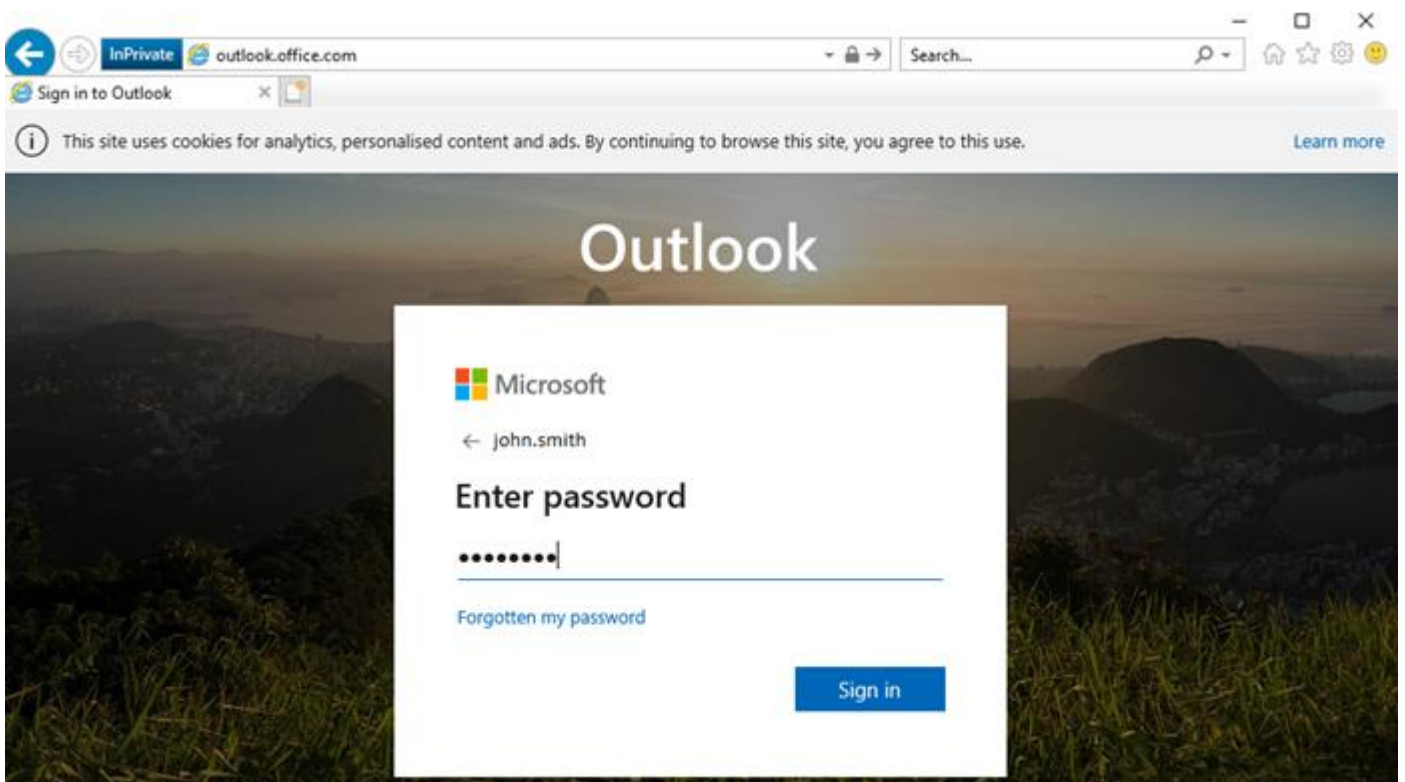 InPrivate outlook.office.com Search...
Sign in to Outlook
This site uses cookies for analytics, personalised content and ads. By continuing to browse this site, you agree to this use. Learn more
Outlook
Microsoft
john.smith
Enter password
••••••••
Forgotten my password
Sign in